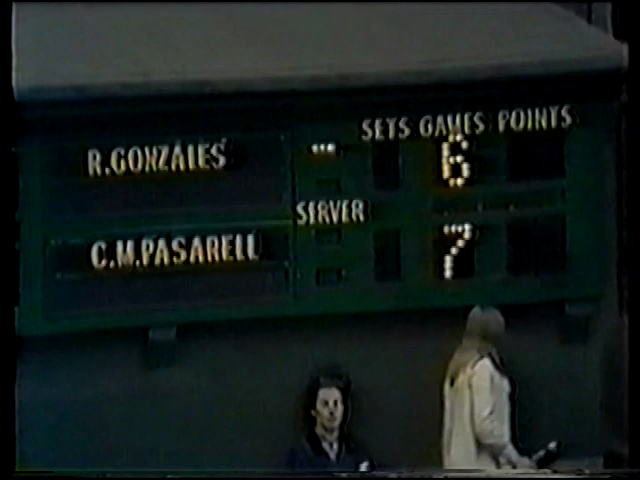 SETS GAMES POINTS
R.GONZALES 6
SERVER
C.M.PASARELL 7